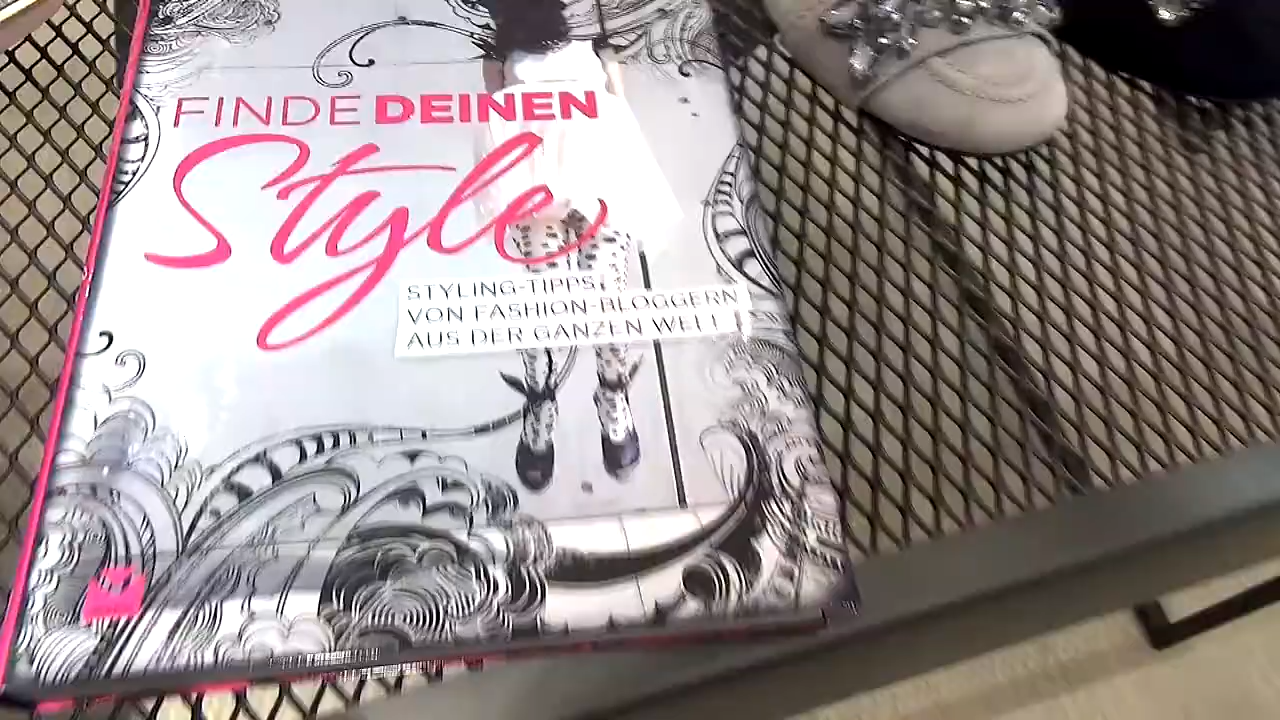 FINDE DEINEN
Style
STYLING-TIPPS
VON FASHION-BLOGGERN
AUS DER GANZEN WELT